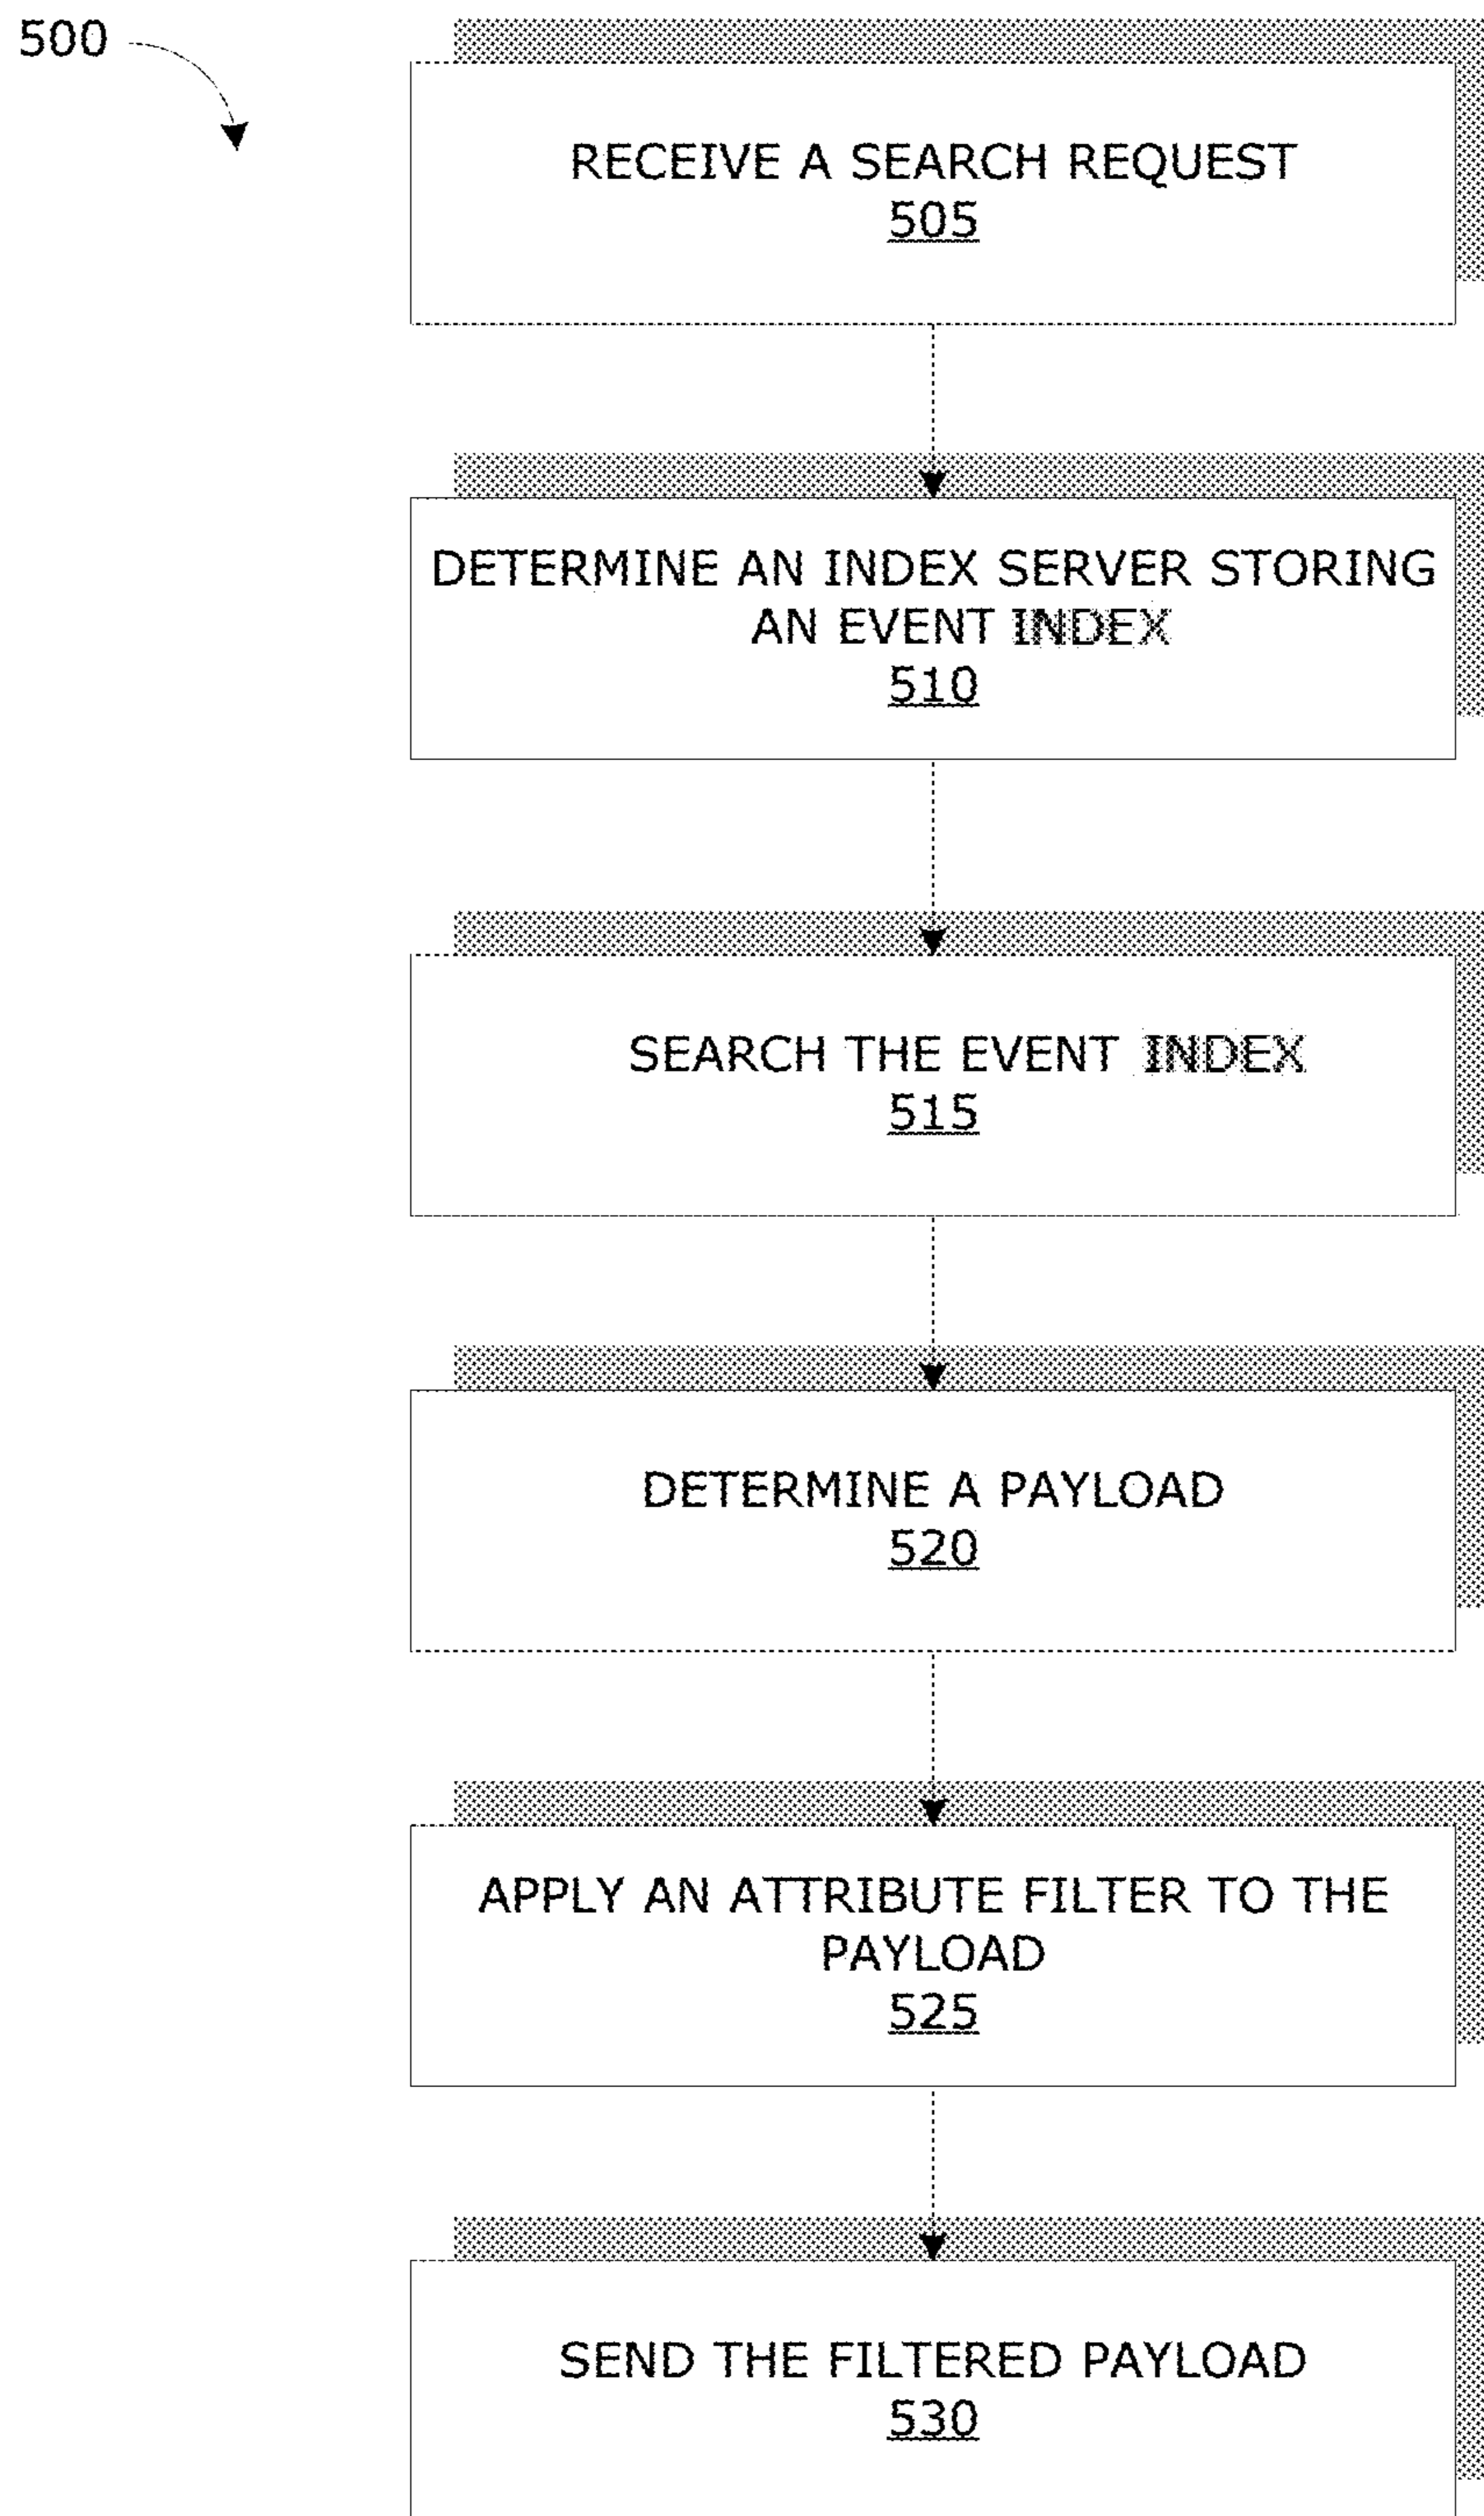 500
RECEIVE A SEARCH REQUEST
505
DETERMINE AN INDEX SERVER STORING
AN EVENT INDEX
510
SEARCH THE EVENT INDEX
515
DETERMINE A PAYLOAD
520
APPLY AN ATTRIBUTE FILTER TO THE
PAYLOAD
525
SEND THE FILTERED PAYLOAD
530